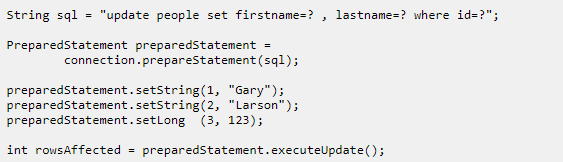 String sql = "update people set firstname=? , lastname=? where id=?";
PreparedStatement preparedStatement =
        connection.prepareStatement(sql);
preparedStatement.setString(1, "Gary");
preparedStatement.setString(2, "Larson");
preparedStatement.setLong  (3, 123);
int rowsAffected = preparedStatement.executeUpdate();